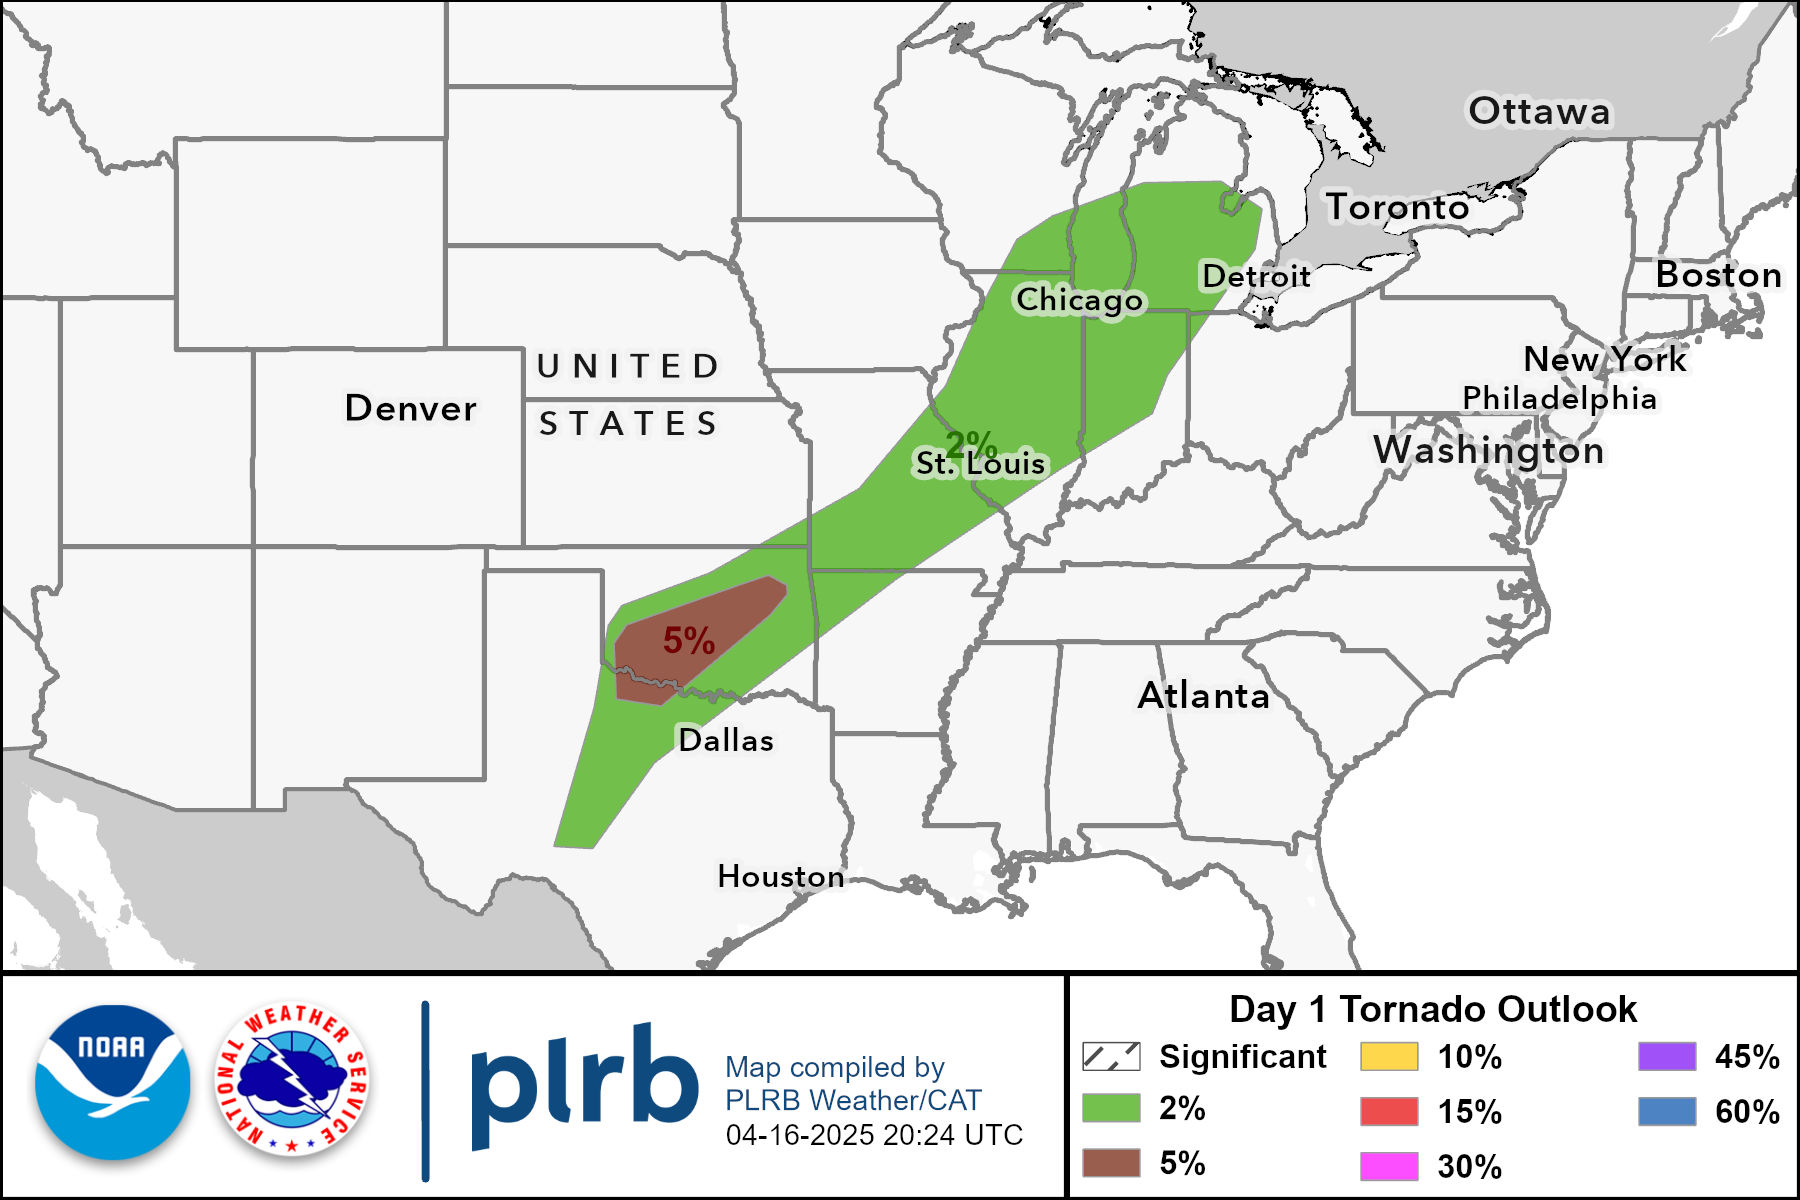 Ottawa
Toronto
Detroit
Boston
Chicago
UNITED
STATES
New York
Philadelphia
Denver
2%
St. Louis
Washington
5%
Dallas
Atlanta
Houston
NOAA
NATIONAL WEATHER SERVICE
plrb
Map compiled by
PLRB Weather/CAT
04-16-2025 20:24 UTC
Day 1 Tornado Outlook
Significant
2%
5%
10%
15%
30%
45%
60%